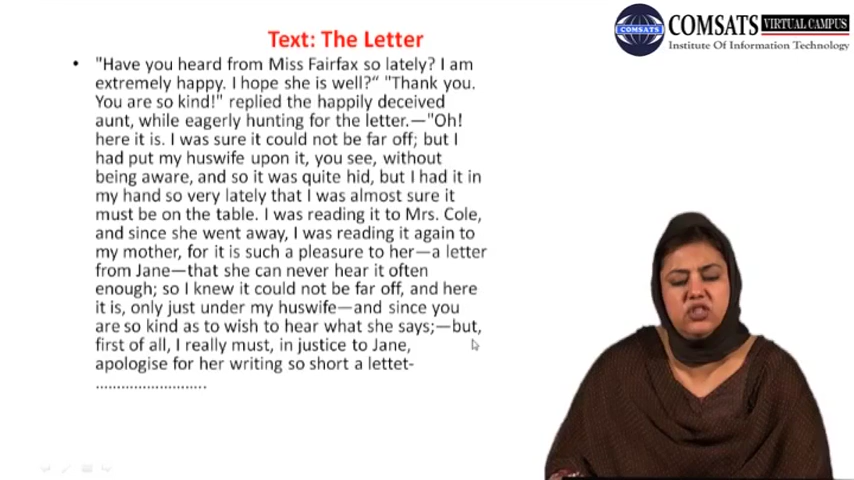 Text: The Letter
• "Have you heard from Miss Fairfax so lately? I am
extremely happy. I hope she is well?“ "Thank you.
You are so kind!" replied the happily deceived
aunt, while eagerly hunting for the letter.—"Oh!
here it is. I was sure it could not be far off; but I
had put my huswife upon it, you see, without
being aware, and so it was quite hid, but I had it in
my hand so very lately that I was almost sure it
must be on the table. I was reading it to Mrs. Cole,
and since she went away, I was reading it again to
my mother, for it is such a pleasure to her—a letter
from Jane—that she can never hear it often
enough; so I knew it could not be far off, and here
it is, only just under my huswife—and since you
are so kind as to wish to hear what she says;—but,
first of all, I really must, in justice to Jane,
apologise for her writing so short a lettet-
..........................
COMSATS VIRTUAL CAMPUS
Institute Of Information Technology
COMSATS